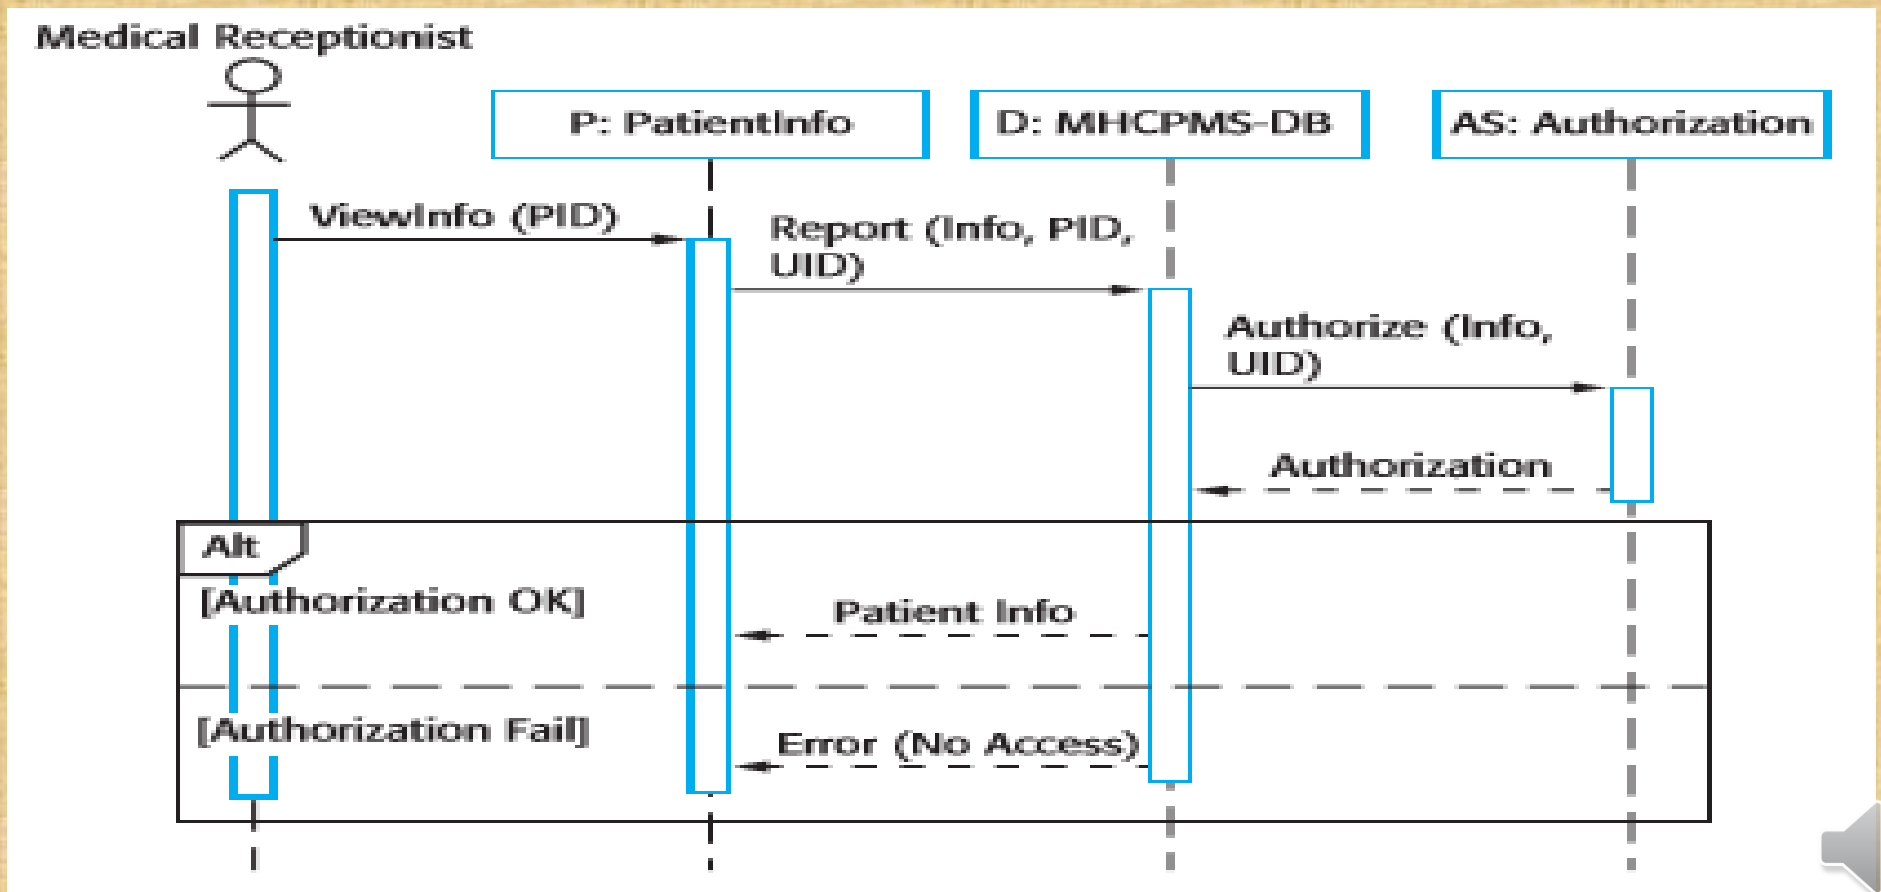 Medical Receptionist
P: PatientInfo
D: MHCPMS-DB
AS: Authorization
ViewInfo (PID)
Report (Info, PID,
UID)
Authorize (Info,
UID)
Authorization
Alt
[Authorization OK]
Patient Info
[Authorization Fail]
Error (No Access)